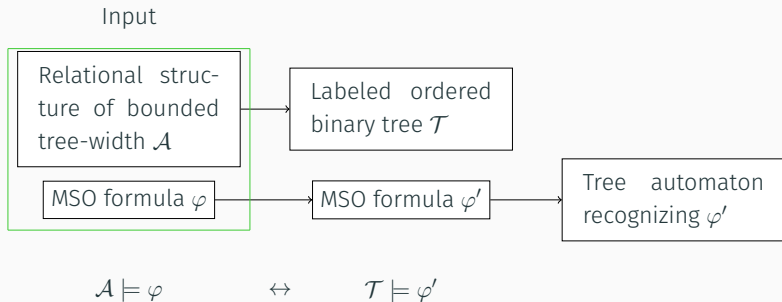 Input
Relational struc-
ture of bounded
tree-width 𝒜
Labeled ordered
binary tree 𝒯
MSO formula φ
MSO formula φ′
Tree automaton
recognizing φ′
𝒜 ⊨ φ ↔ 𝒯 ⊨ φ′